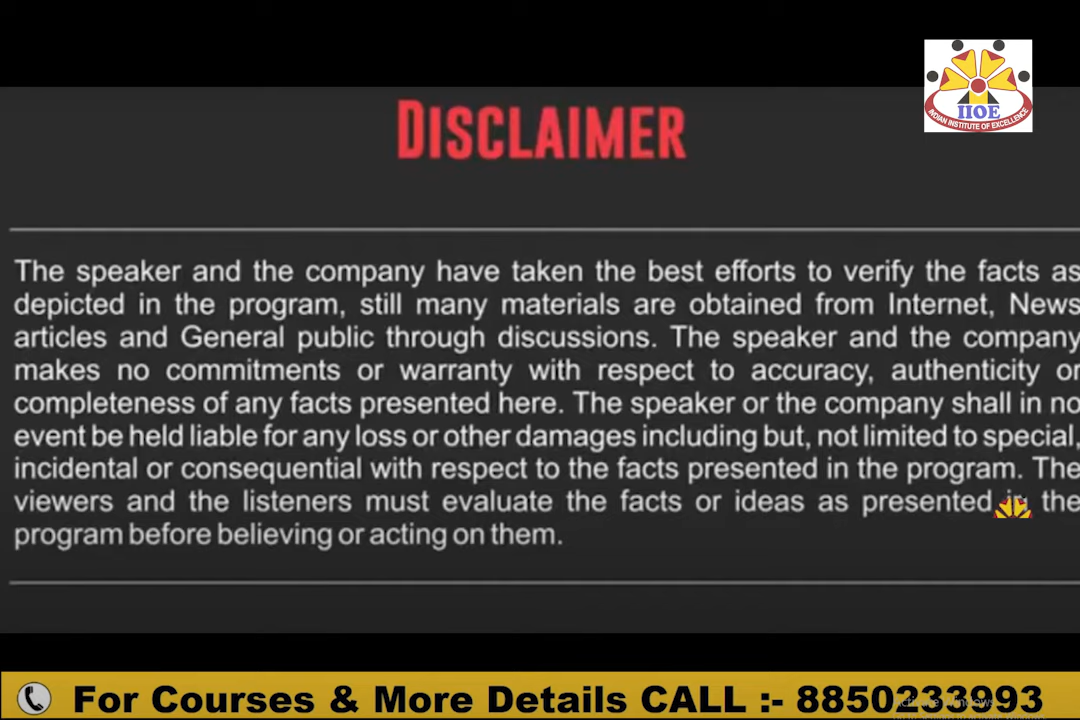 IIOE
INDIAN INSTITUTE OF EXCELLENCE
DISCLAIMER
The speaker and the company have taken the best efforts to verify the facts as
depicted in the program, still many materials are obtained from Internet, News
articles and General public through discussions. The speaker and the company
makes no commitments or warranty with respect to accuracy, authenticity or
completeness of any facts presented here. The speaker or the company shall in no
event be held liable for any loss or other damages including but, not limited to special,
incidental or consequential with respect to the facts presented in the program. The
viewers and the listeners must evaluate the facts or ideas as presented in the
program before believing or acting on them.
For Courses & More Details CALL :- 8850233993
Activate Windows